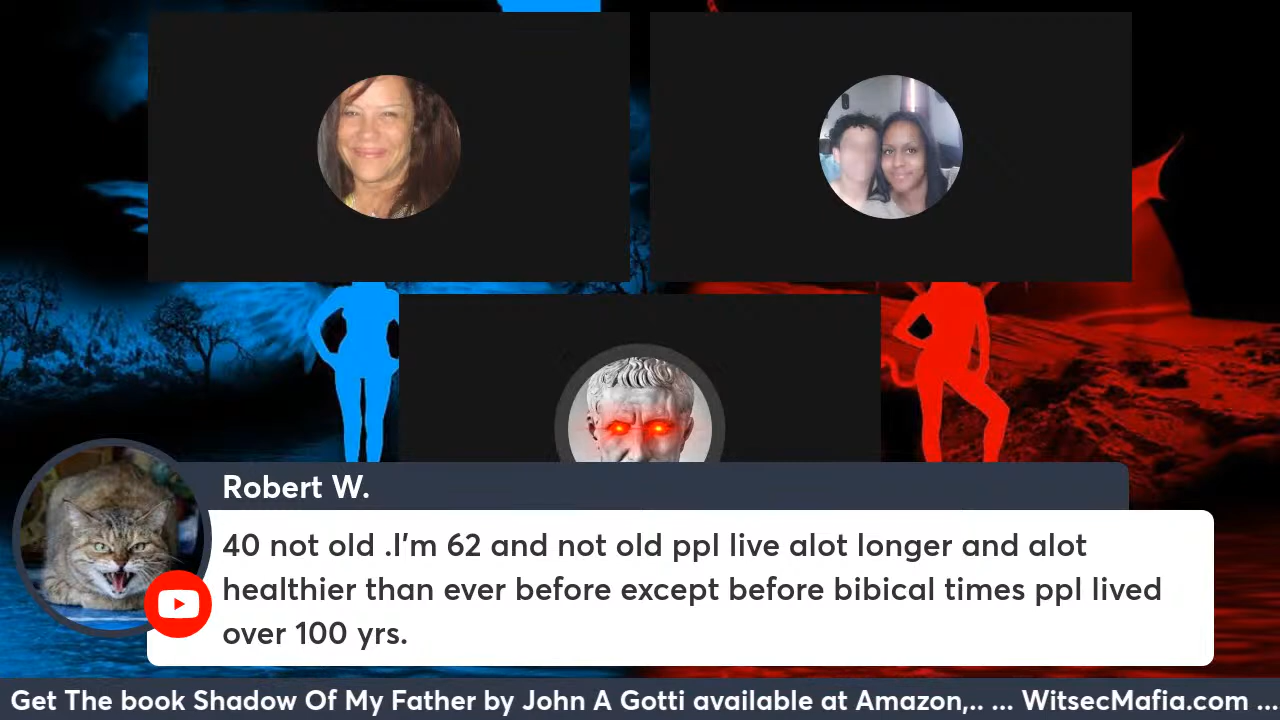 Robert W.
40 not old .I'm 62 and not old ppl live alot longer and alot
healthier than ever before except before bibical times ppl lived
over 100 yrs.
Get The book Shadow Of My Father by John A Gotti available at Amazon,.. ... WitsecMafia.com ...